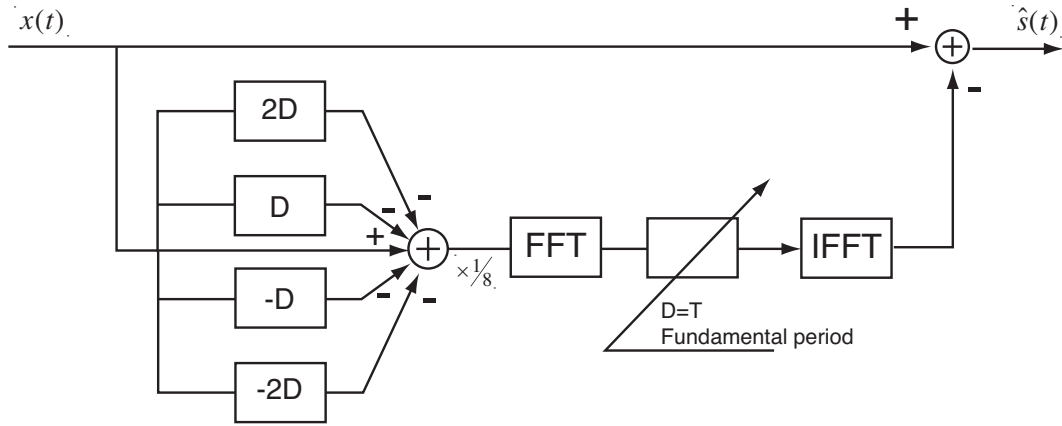 x(t)
+
ŝ(t)
+
-
2D
-
D
-
+
+
FFT
IFFT
×1/8
-D
-
-
D=T
Fundamental period
-2D